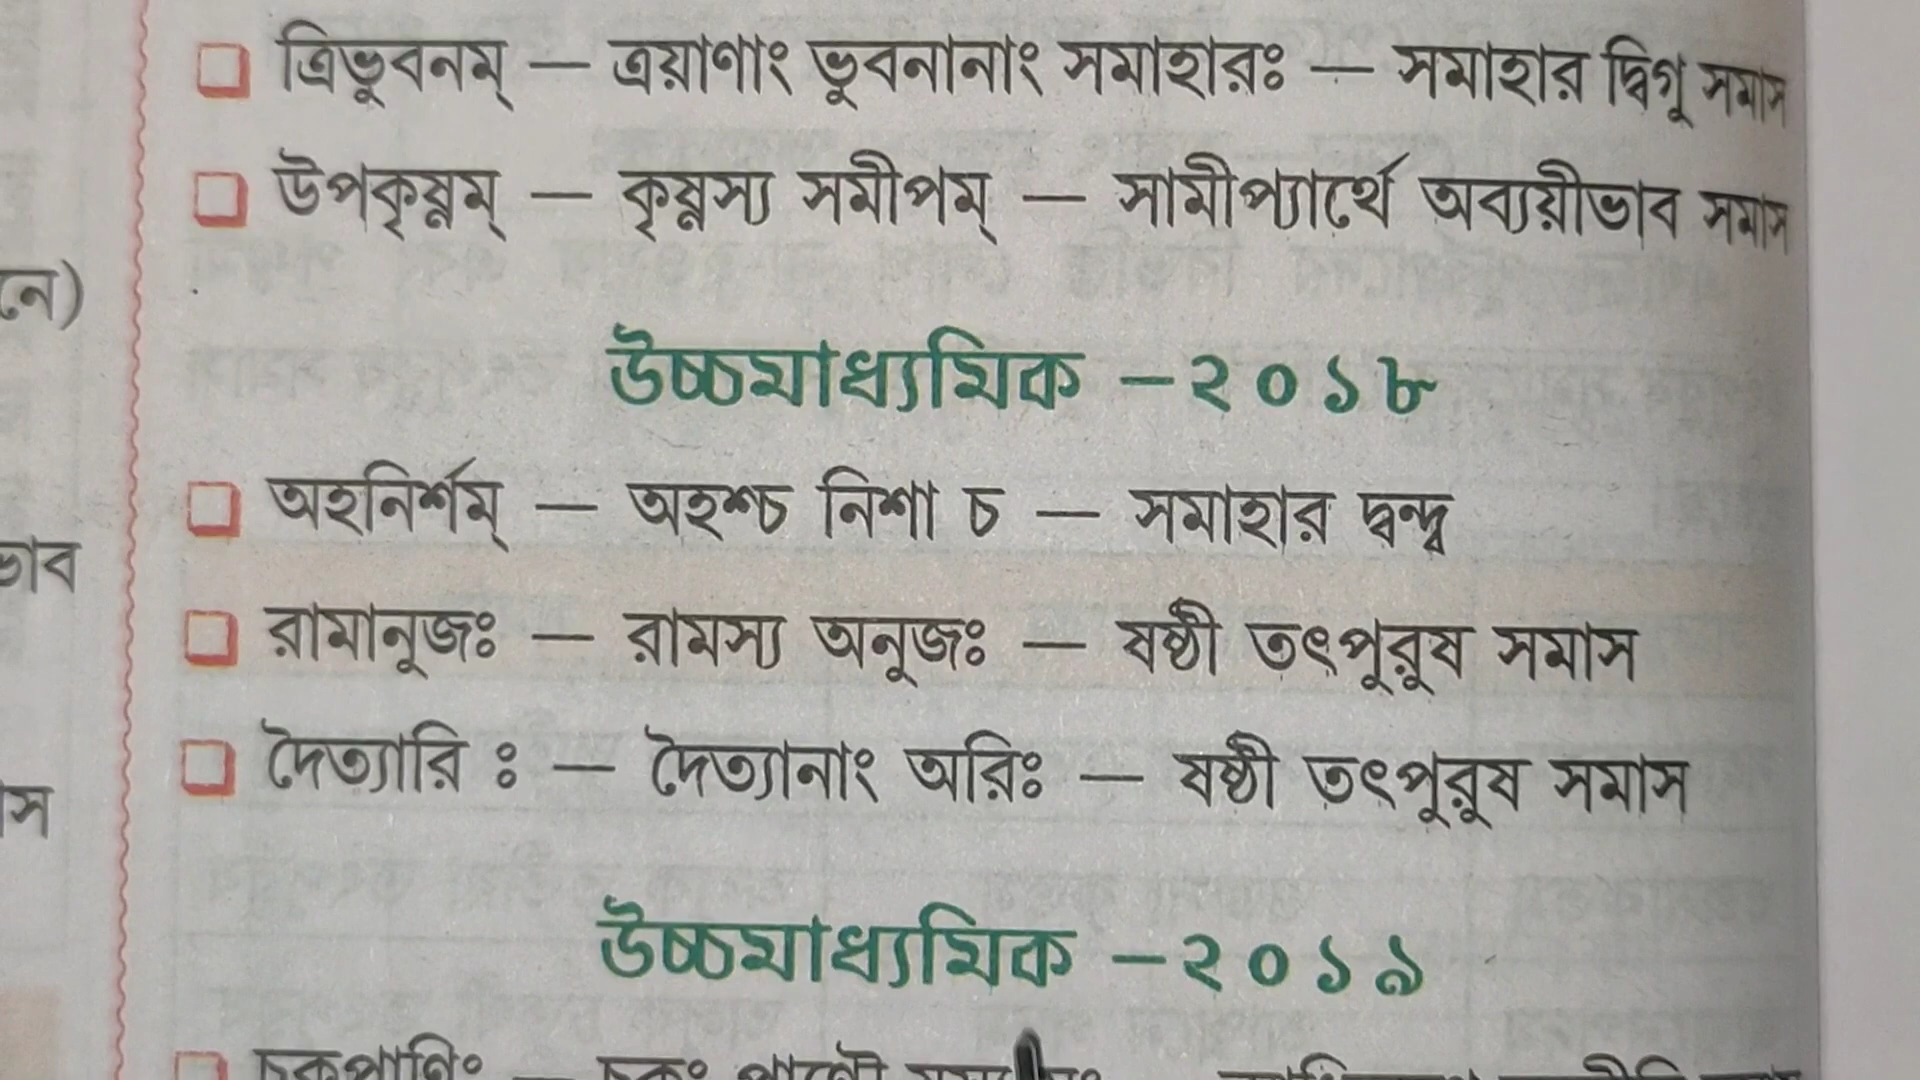 ত্রিভুবনম্ — ত্রয়াণাং ভুবনানাং সমাহারঃ — সমাহার দ্বিগু সমাস
উপকৃষ্ণম্ — কৃষ্ণস্য সমীপম্ — সামীপ্যার্থে অব্যয়ীভাব সমাস
নে)
উচ্চমাধ্যমিক – ২০১৮
অহনির্শম্ — অহশ্চ নিশা চ — সমাহার দ্বন্দ্ব
ভাব
রামানুজঃ — রামস্য অনুজঃ — ষষ্ঠী তৎপুরুষ সমাস
দৈত্যারি ঃ — দৈত্যানাং অরিঃ — ষষ্ঠী তৎপুরুষ সমাস
স
উচ্চমাধ্যমিক – ২০১৯